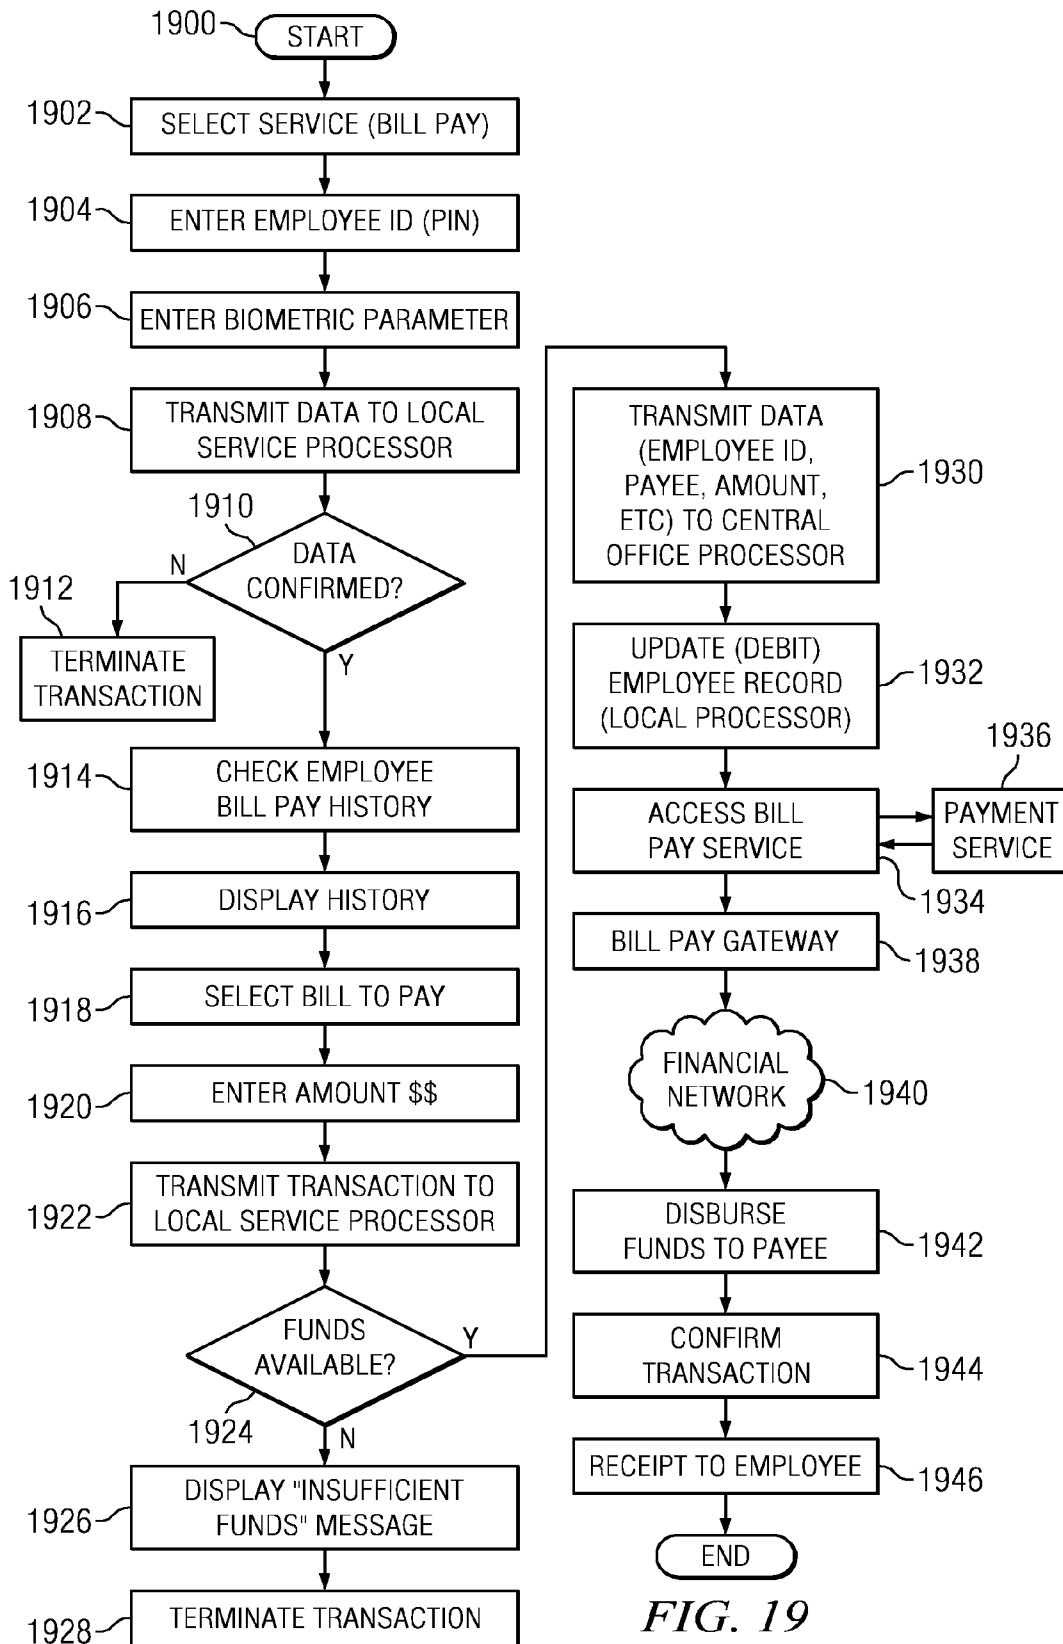 1900
START
1902
SELECT SERVICE (BILL PAY)
1904
ENTER EMPLOYEE ID (PIN)
1906
ENTER BIOMETRIC PARAMETER
1908
TRANSMIT DATA TO LOCAL
SERVICE PROCESSOR
1910
DATA
CONFIRMED?
N
Y
1912
TERMINATE
TRANSACTION
1914
CHECK EMPLOYEE
BILL PAY HISTORY
1916
DISPLAY HISTORY
1918
SELECT BILL TO PAY
1920
ENTER AMOUNT $$
1922
TRANSMIT TRANSACTION TO
LOCAL SERVICE PROCESSOR
FUNDS
AVAILABLE?
Y
1924
N
1926
DISPLAY "INSUFFICIENT
FUNDS" MESSAGE
1928
TERMINATE TRANSACTION
TRANSMIT DATA
(EMPLOYEE ID,
PAYEE, AMOUNT,
ETC) TO CENTRAL
OFFICE PROCESSOR
1930
UPDATE (DEBIT)
EMPLOYEE RECORD
(LOCAL PROCESSOR)
1932
ACCESS BILL
PAY SERVICE
1934
1936
PAYMENT
SERVICE
BILL PAY GATEWAY
1938
FINANCIAL
NETWORK
1940
DISBURSE
FUNDS TO PAYEE
1942
CONFIRM
TRANSACTION
1944
RECEIPT TO EMPLOYEE
1946
END
FIG. 19